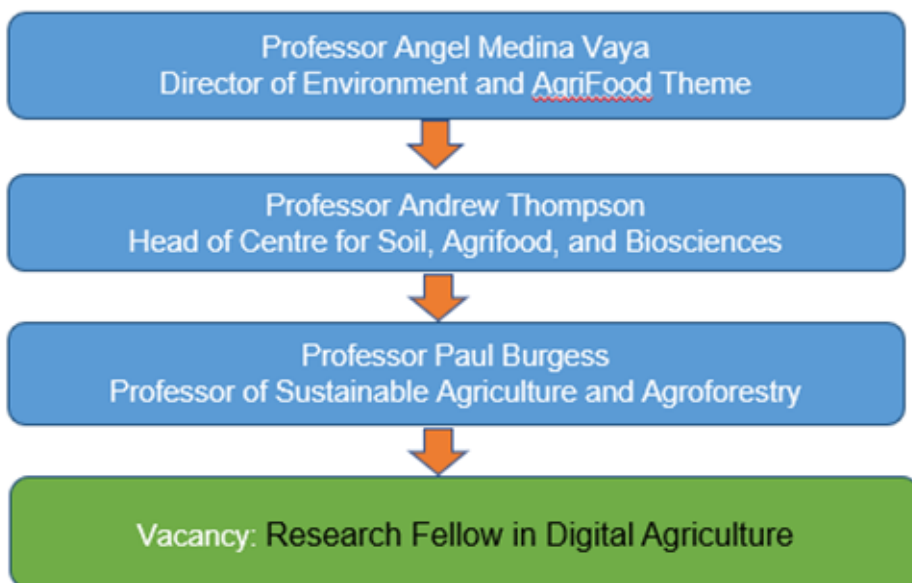 Professor Angel Medina Vaya
Director of Environment and AgriFood Theme
Professor Andrew Thompson
Head of Centre for Soil, Agrifood, and Biosciences
Professor Paul Burgess
Professor of Sustainable Agriculture and Agroforestry
Vacancy: Research Fellow in Digital Agriculture